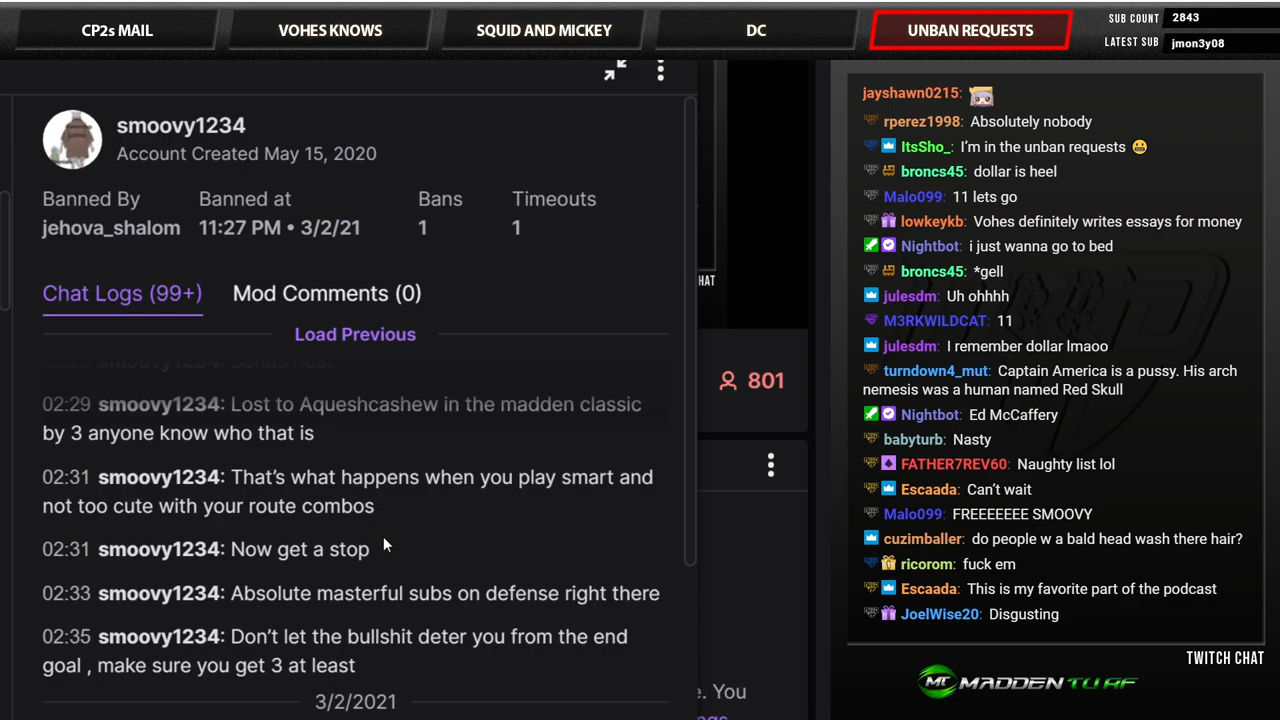 CP2s MAIL
VOHES KNOWS
SQUID AND MICKEY
DC
UNBAN REQUESTS
SUB COUNT 2843
LATEST SUB jmon3y08
smoovy1234
Account Created May 15, 2020
Banned By
Banned at
Bans
Timeouts
jehova_shalom
11:27 PM • 3/2/21
1
1
Chat Logs (99+)
Mod Comments (0)
Load Previous
02:29 smoovy1234: Lost to Aqueshcashew in the madden classic
by 3 anyone know who that is
02:31 smoovy1234: That's what happens when you play smart and
not too cute with your route combos
02:31 smoovy1234: Now get a stop
02:33 smoovy1234: Absolute masterful subs on defense right there
02:35 smoovy1234: Don't let the bullshit deter you from the end
goal , make sure you get 3 at least
3/2/2021
HAT
801
e. You
jayshawn0215:
rperez1998: Absolutely nobody
ItsSho_: I'm in the unban requests 😬
broncs45: dollar is heel
Malo099: 11 lets go
lowkeykb: Vohes definitely writes essays for money
Nightbot: i just wanna go to bed
broncs45: *gell
julesdm: Uh ohhhh
M3RKWILDCAT: 11
julesdm: I remember dollar lmaoo
turndown4_mut: Captain America is a pussy. His arch
nemesis was a human named Red Skull
Nightbot: Ed McCaffery
babyturb: Nasty
FATHER7REV60: Naughty list lol
Escaada: Can't wait
Malo099: FREEEEEE SMOOVY
cuzimballer: do people w a bald head wash there hair?
ricorom: fuck em
Escaada: This is my favorite part of the podcast
JoelWise20: Disgusting
TWITCH CHAT
MT MADDEN TURF